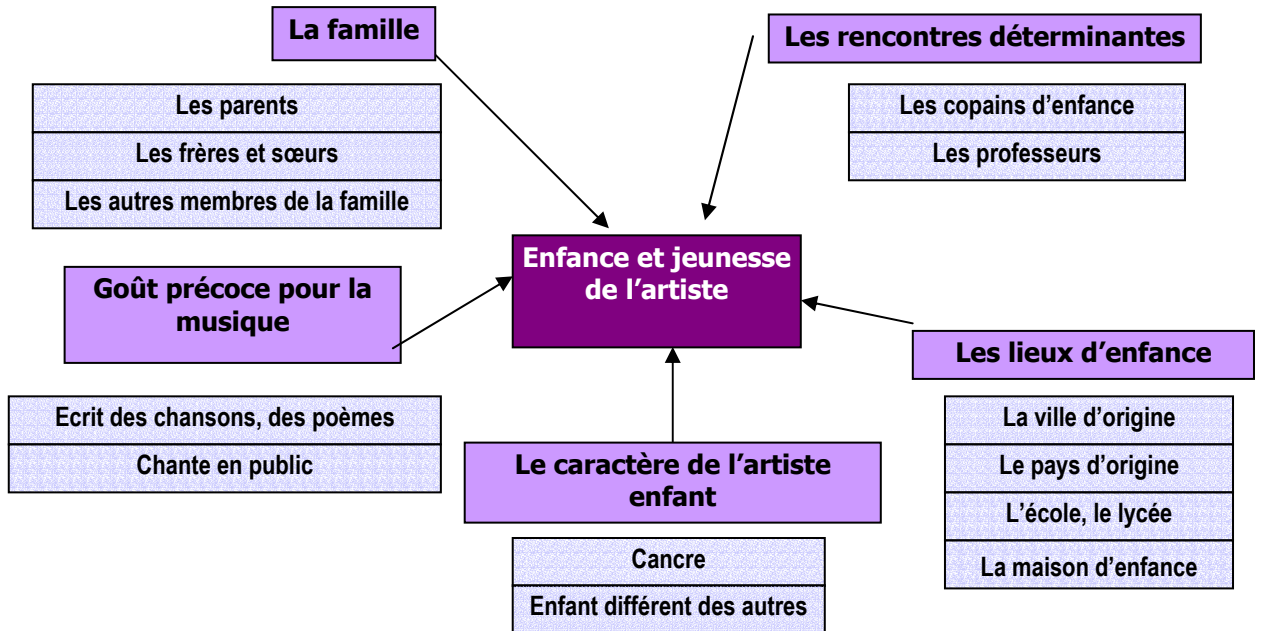 La famille
Les parents
Les frères et sœurs
Les autres membres de la famille
Les rencontres déterminantes
Les copains d’enfance
Les professeurs
Enfance et jeunesse
de l’artiste
Goût précoce pour la
musique
Ecrit des chansons, des poèmes
Chante en public
Le caractère de l’artiste
enfant
Cancre
Enfant différent des autres
Les lieux d’enfance
La ville d’origine
Le pays d’origine
L’école, le lycée
La maison d’enfance